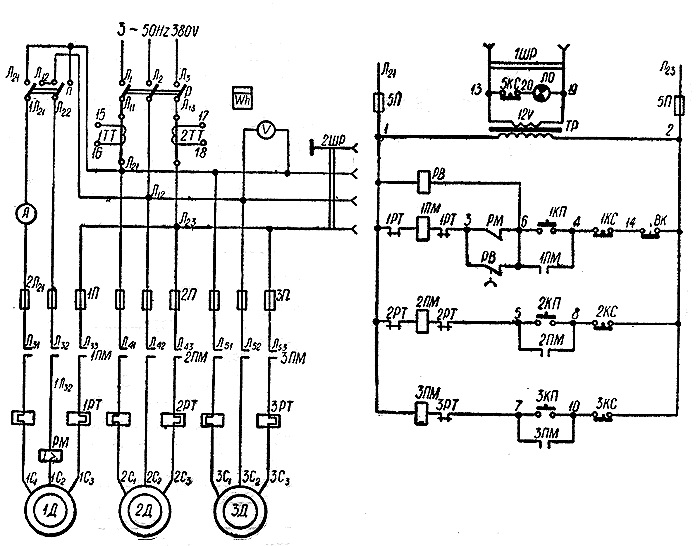 3 ~ 50Hz 380V
Л21
Л12
П
Л1
Л2
Л3
П
1Л21
Л22
Л11
Л13
15
1ТТ
16
17
2ТТ
18
Wh
V
2ШР
Л21
Л12
Л23
А
2Л21
1П
2П
3П
Л31
Л32
Л33
1ПМ
Л41
Л42
Л43
2ПМ
Л51
Л52
Л53
3ПМ
1Л32
1РТ
2РТ
3РТ
РМ
I>
1С1
1С2
1С3
2С1
2С2
2С3
3С1
3С2
3С3
1Д
2Д
3Д
1ШР
Л21
Л23
13
5КС
20
ЛО
19
5П
5П
12V
ТР
1
2
РВ
1РТ
1ПМ
1РТ
3
РМ
6
1КП
4
1КС
14
ВК
РВ
1ПМ
2РТ
2ПМ
2РТ
5
2КП
8
2КС
2ПМ
3ПМ
3РТ
7
3КП
10
3КС
3ПМ